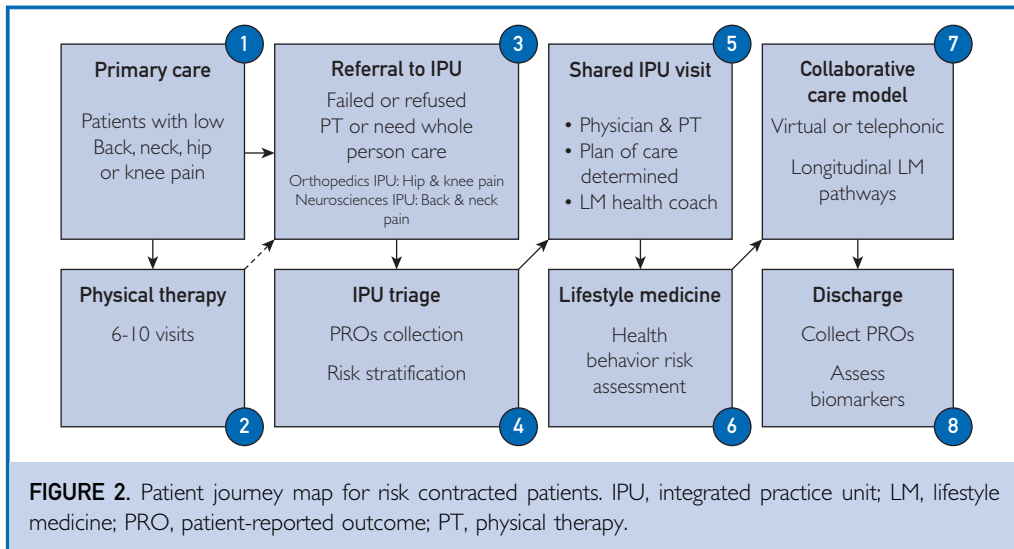 1
Primary care
Patients with low
Back, neck, hip
or knee pain
2
Physical therapy
6-10 visits
3
Referral to IPU
Failed or refused
PT or need whole
person care
Orthopedics IPU: Hip & knee pain
Neurosciences IPU: Back & neck
pain
4
IPU triage
PROs collection
Risk stratification
5
Shared IPU visit
• Physician & PT
• Plan of care
determined
• LM health coach
6
Lifestyle medicine
Health
behavior risk
assessment
7
Collaborative
care model
Virtual or telephonic
Longitudinal LM
pathways
8
Discharge
Collect PROs
Assess
biomarkers
FIGURE 2. Patient journey map for risk contracted patients. IPU, integrated practice unit; LM, lifestyle
medicine; PRO, patient-reported outcome; PT, physical therapy.